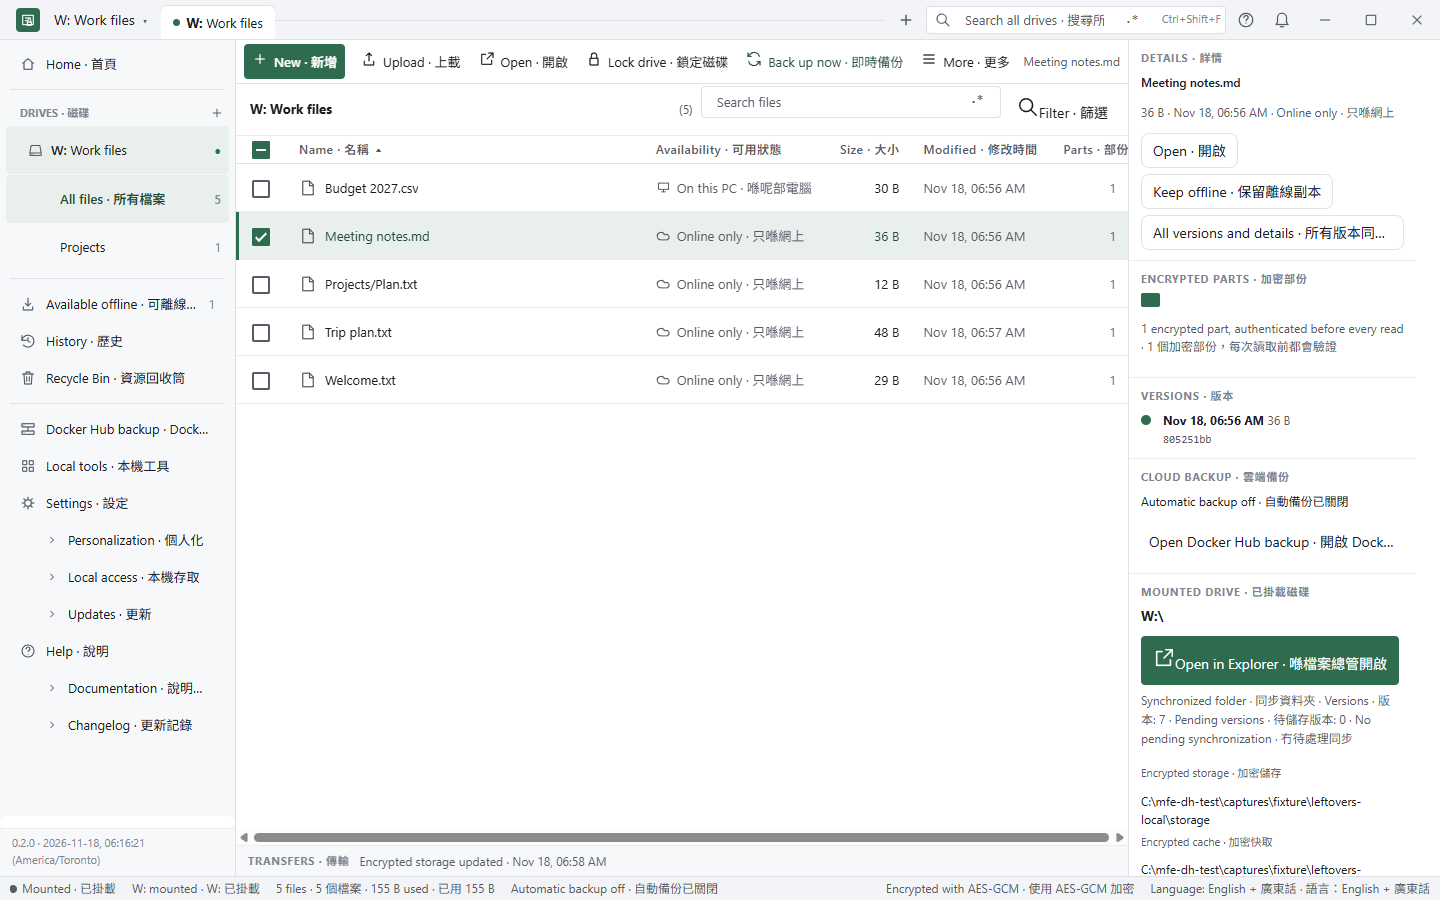 W: Work files
W: Work files
Search all drives · 搜尋所
.*
Ctrl+Shift+F
Home · 首頁
DRIVES · 磁碟
W: Work files
All files · 所有檔案 5
Projects 1
Available offline · 可離線... 1
History · 歷史
Recycle Bin · 資源回收筒
Docker Hub backup · Dock...
Local tools · 本機工具
Settings · 設定
Personalization · 個人化
Local access · 本機存取
Updates · 更新
Help · 說明
Documentation · 說明...
Changelog · 更新記錄
0.2.0 · 2026-11-18, 06:16:21
(America/Toronto)
New · 新增
Upload · 上載
Open · 開啟
Lock drive · 鎖定磁碟
Back up now · 即時備份
More · 更多
Meeting notes.md
W: Work files
(5)
Search files
.*
Filter · 篩選
Name · 名稱 Availability · 可用狀態 Size · 大小 Modified · 修改時間 Parts · 部份
Budget 2027.csv On this PC · 喺呢部電腦 30 B Nov 18, 06:56 AM 1
Meeting notes.md Online only · 只喺網上 36 B Nov 18, 06:56 AM 1
Projects/Plan.txt Online only · 只喺網上 12 B Nov 18, 06:56 AM 1
Trip plan.txt Online only · 只喺網上 48 B Nov 18, 06:57 AM 1
Welcome.txt Online only · 只喺網上 29 B Nov 18, 06:56 AM 1
TRANSFERS · 傳輸 Encrypted storage updated · Nov 18, 06:58 AM
DETAILS · 詳情
Meeting notes.md
36 B · Nov 18, 06:56 AM · Online only · 只喺網上
Open · 開啟
Keep offline · 保留離線副本
All versions and details · 所有版本同...
ENCRYPTED PARTS · 加密部份
1 encrypted part, authenticated before every read
· 1 個加密部份，每次讀取前都會驗證
VERSIONS · 版本
Nov 18, 06:56 AM 36 B
805251bb
CLOUD BACKUP · 雲端備份
Automatic backup off · 自動備份已關閉
Open Docker Hub backup · 開啟 Dock...
MOUNTED DRIVE · 已掛載磁碟
W:\
Open in Explorer · 喺檔案總管開啟
Synchronized folder · 同步資料夾 · Versions · 版
本: 7 · Pending versions · 待儲存版本: 0 · No
pending synchronization · 冇待處理同步
Encrypted storage · 加密儲存
C:\mfe-dh-test\captures\fixture\leftovers-
local\storage
Encrypted cache · 加密快取
C:\mfe-dh-test\captures\fixture\leftovers-
Mounted · 已掛載 W: mounted · W: 已掛載 5 files · 5 個檔案 · 155 B used · 已用 155 B Automatic backup off · 自動備份已關閉 Encrypted with AES-GCM · 使用 AES-GCM 加密 Language: English + 廣東話 · 語言：English + 廣東話